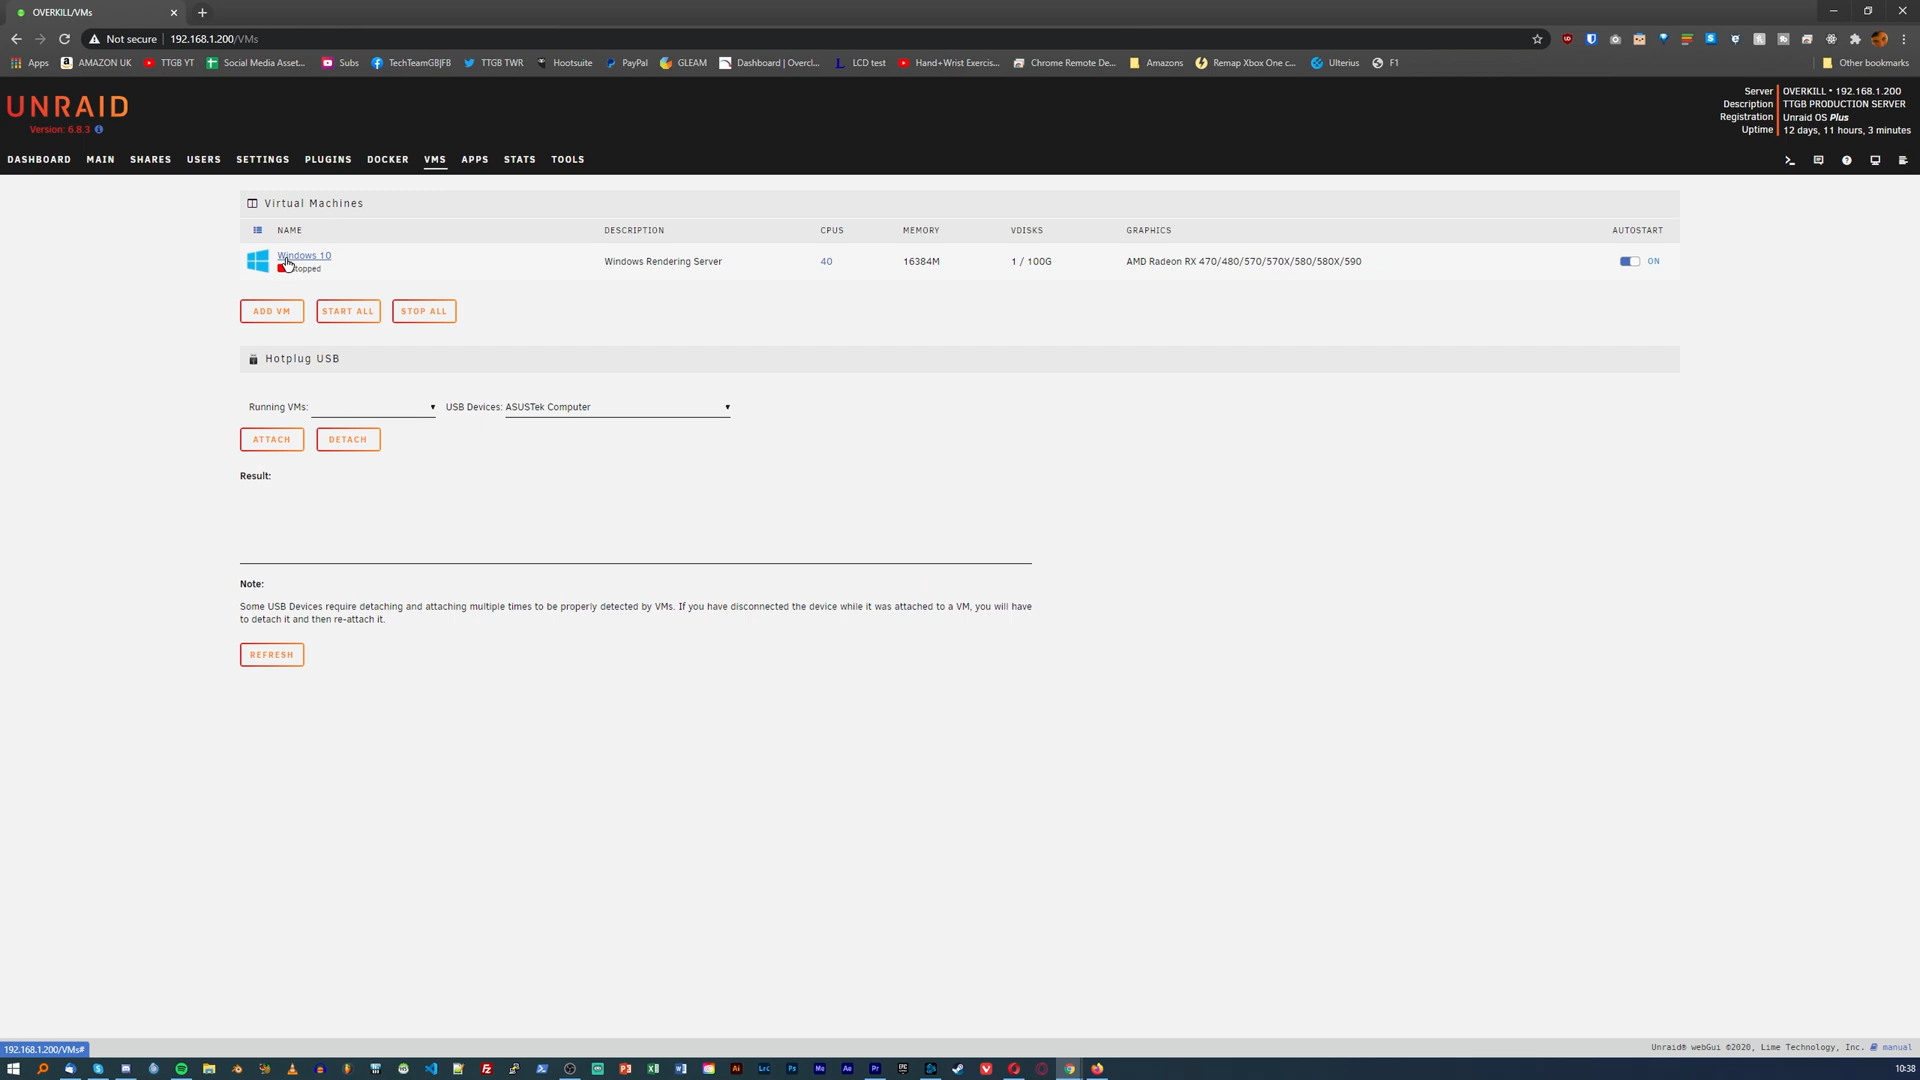 OVERKILL/VMs
Not secure | 192.168.1.200/VMs
Apps AMAZON UK TTGB YT Social Media Asset... Subs TechTeamGB|FB TTGB TWR Hootsuite PayPal GLEAM Dashboard | Overcl... LCD test Hand+Wrist Exercis... Chrome Remote De... Amazons Remap Xbox One c... Ulterius F1 Other bookmarks
UNRAID
Version: 6.8.3
Server OVERKILL • 192.168.1.200
Description TTGB PRODUCTION SERVER
Registration Unraid OS Plus
Uptime 12 days, 11 hours, 3 minutes
DASHBOARD MAIN SHARES USERS SETTINGS PLUGINS DOCKER VMS APPS STATS TOOLS
Virtual Machines
NAME DESCRIPTION CPUS MEMORY VDISKS GRAPHICS AUTOSTART
Windows 10
stopped
Windows Rendering Server 40 16384M 1 / 100G AMD Radeon RX 470/480/570/570X/580/580X/590 ON
ADD VM START ALL STOP ALL
Hotplug USB
Running VMs: USB Devices: ASUSTek Computer
ATTACH DETACH
Result:
Note:
Some USB Devices require detaching and attaching multiple times to be properly detected by VMs. If you have disconnected the device while it was attached to a VM, you will have
to detach it and then re-attach it.
REFRESH
192.168.1.200/VMs#
Unraid® webGui ©2020, Lime Technology, Inc. manual
10:38